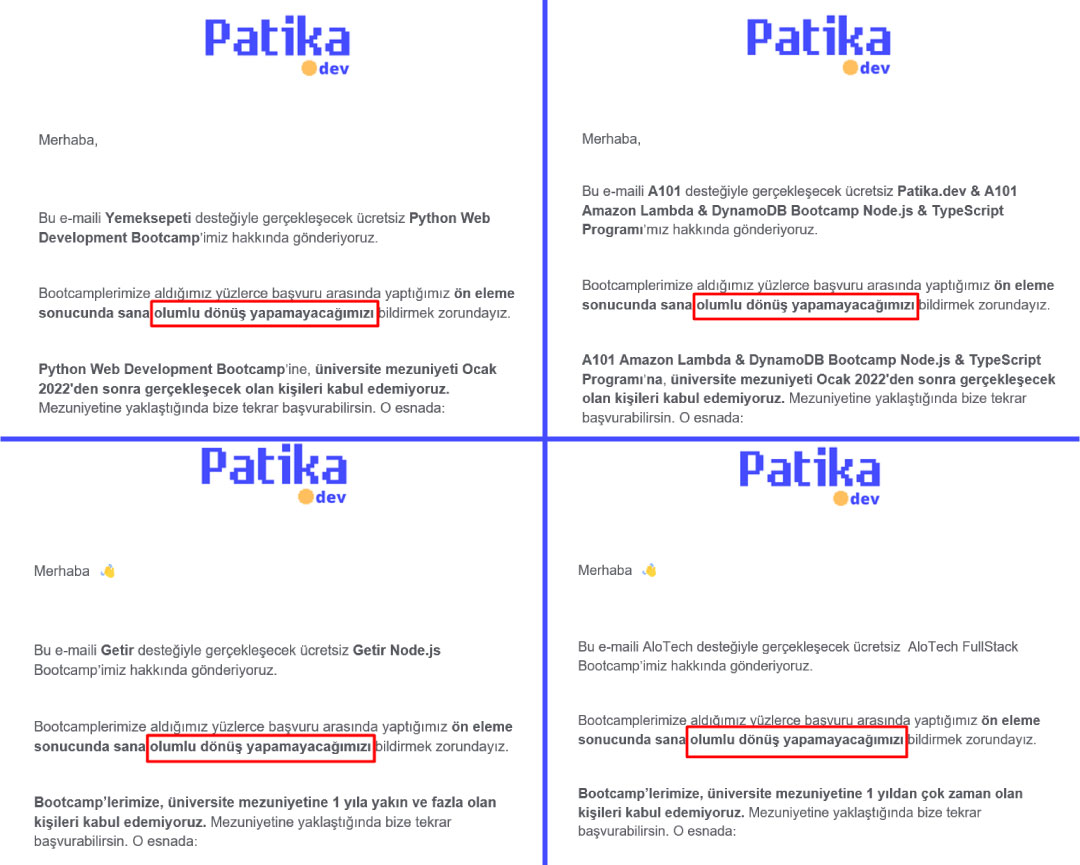 Patika
dev
Merhaba,
Bu e-maili Yemeksepeti desteğiyle gerçekleşecek ücretsiz Python Web
Development Bootcamp'imiz hakkında gönderiyoruz.
Bootcamplerimize aldığımız yüzlerce başvuru arasında yaptığımız ön eleme
sonucunda sana olumlu dönüş yapamayacağımızı bildirmek zorundayız.
Python Web Development Bootcamp'ine, üniversite mezuniyeti Ocak
2022'den sonra gerçekleşecek olan kişileri kabul edemiyoruz.
Mezuniyetine yaklaştığında bize tekrar başvurabilirsin. O esnada:
Patika
dev
Merhaba,
Bu e-maili A101 desteğiyle gerçekleşecek ücretsiz Patika.dev & A101
Amazon Lambda & DynamoDB Bootcamp Node.js & TypeScript
Programı'mız hakkında gönderiyoruz.
Bootcamplerimize aldığımız yüzlerce başvuru arasında yaptığımız ön eleme
sonucunda sana olumlu dönüş yapamayacağımızı bildirmek zorundayız.
A101 Amazon Lambda & DynamoDB Bootcamp Node.js & TypeScript
Programı'na, üniversite mezuniyeti Ocak 2022'den sonra gerçekleşecek
olan kişileri kabul edemiyoruz. Mezuniyetine yaklaştığında bize tekrar
başvurabilirsin. O esnada:
Patika
dev
Merhaba 👋
Bu e-maili Getir desteğiyle gerçekleşecek ücretsiz Getir Node.js
Bootcamp'imiz hakkında gönderiyoruz.
Bootcamplerimize aldığımız yüzlerce başvuru arasında yaptığımız ön eleme
sonucunda sana olumlu dönüş yapamayacağımızı bildirmek zorundayız.
Bootcamp'lerimize, üniversite mezuniyetine 1 yıla yakın ve fazla olan
kişileri kabul edemiyoruz. Mezuniyetine yaklaştığında bize tekrar
başvurabilirsin. O esnada:
Patika
dev
Merhaba 👋
Bu e-maili AloTech desteğiyle gerçekleşecek ücretsiz AloTech FullStack
Bootcamp'imiz hakkında gönderiyoruz.
Bootcamplerimize aldığımız yüzlerce başvuru arasında yaptığımız ön eleme
sonucunda sana olumlu dönüş yapamayacağımızı bildirmek zorundayız.
Bootcamp'lerimize, üniversite mezuniyetine 1 yıldan çok zaman olan
kişileri kabul edemiyoruz. Mezuniyetine yaklaştığında bize tekrar
başvurabilirsin. O esnada: